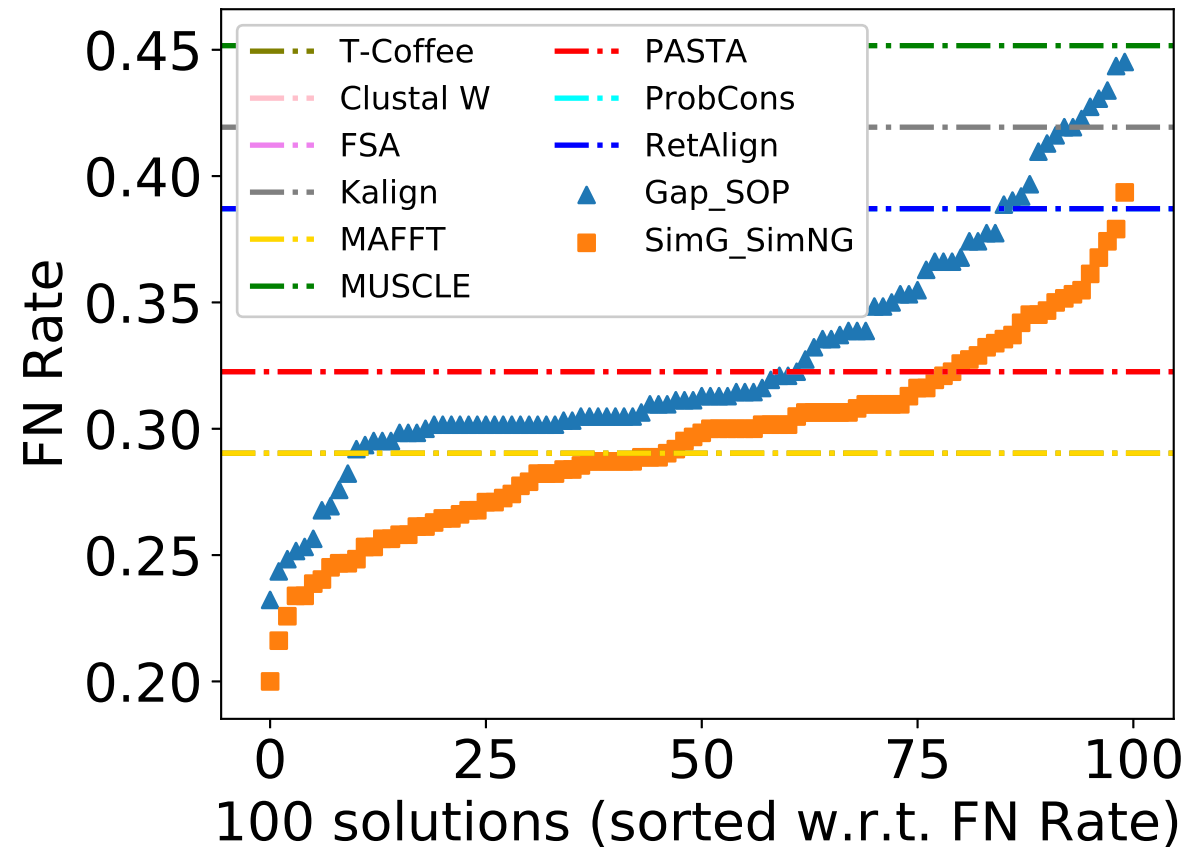 0.45
0.40
0.35
0.30
0.25
0.20
FN Rate
T-Coffee
Clustal W
FSA
Kalign
MAFFT
MUSCLE
PASTA
ProbCons
RetAlign
Gap_SOP
SimG_SimNG
0 25 50 75 100
100 solutions (sorted w.r.t. FN Rate)